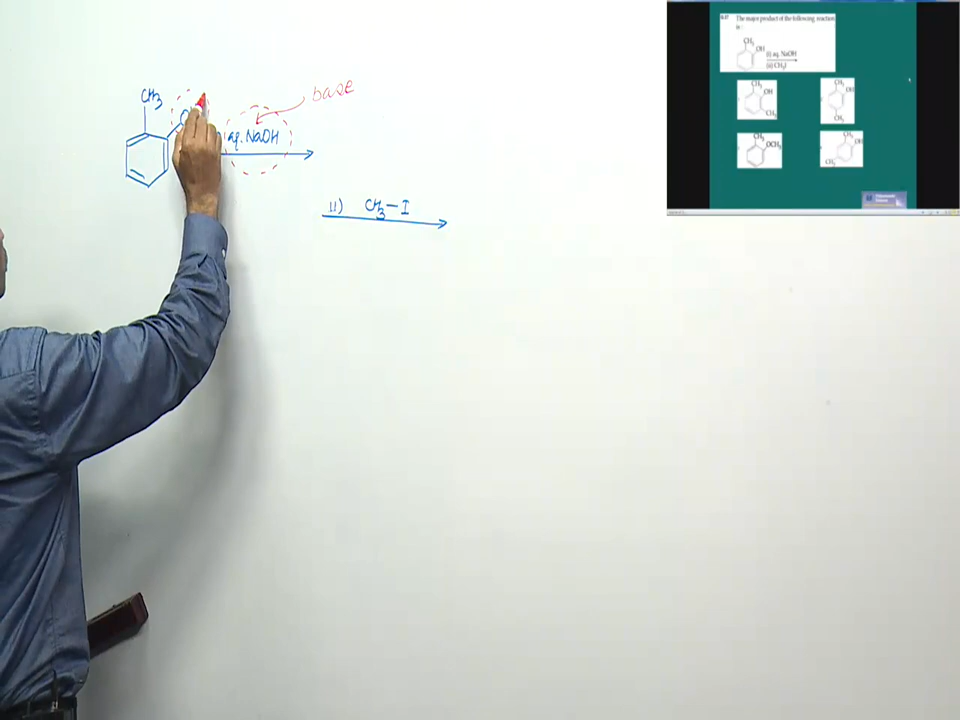 CH3
aq. NaOH
base
ii) CH3-I
The major product of the following reaction
is :
CH3
OH
(i) aq. NaOH
(ii) CH3I
CH3
OH
CH3
CH3
OH
CH3
CH3
OCH3
CH3
OH
CH3